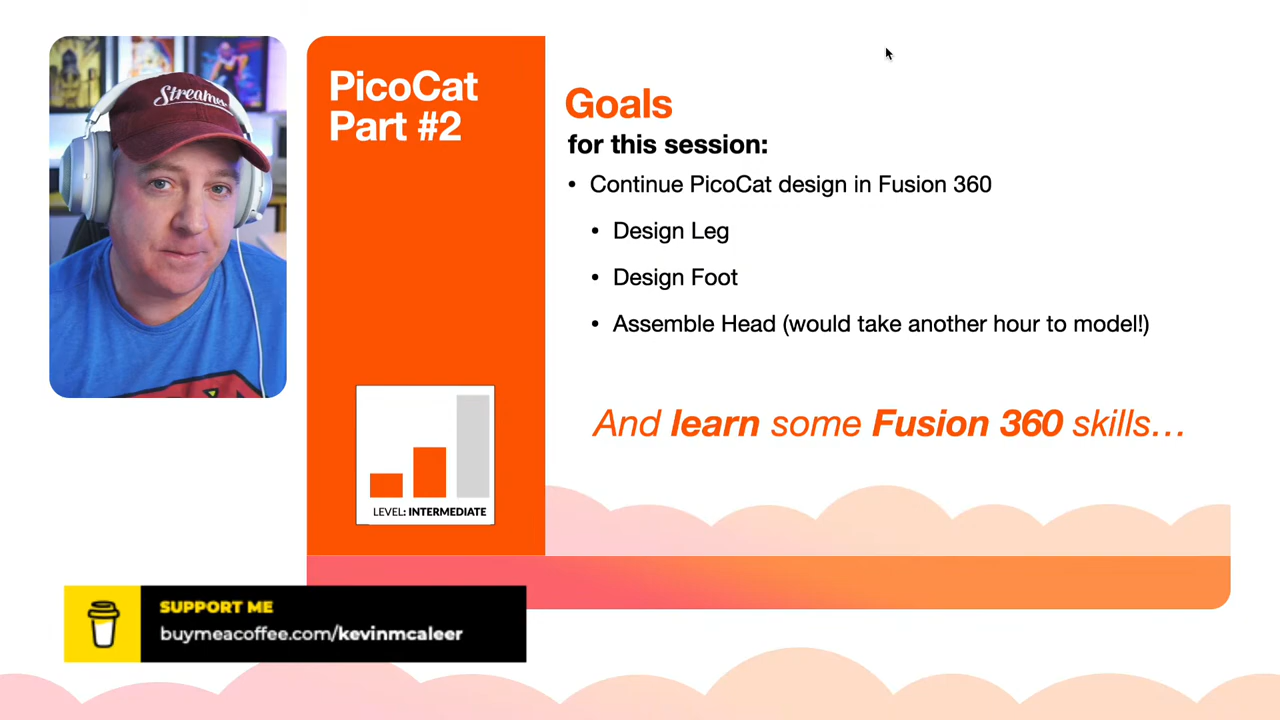 Streams
PicoCat
Part #2
Goals
for this session:
• Continue PicoCat design in Fusion 360
• Design Leg
• Design Foot
• Assemble Head (would take another hour to model!)
And learn some Fusion 360 skills…
LEVEL: INTERMEDIATE
SUPPORT ME
buymeacoffee.com/kevinmcaleer